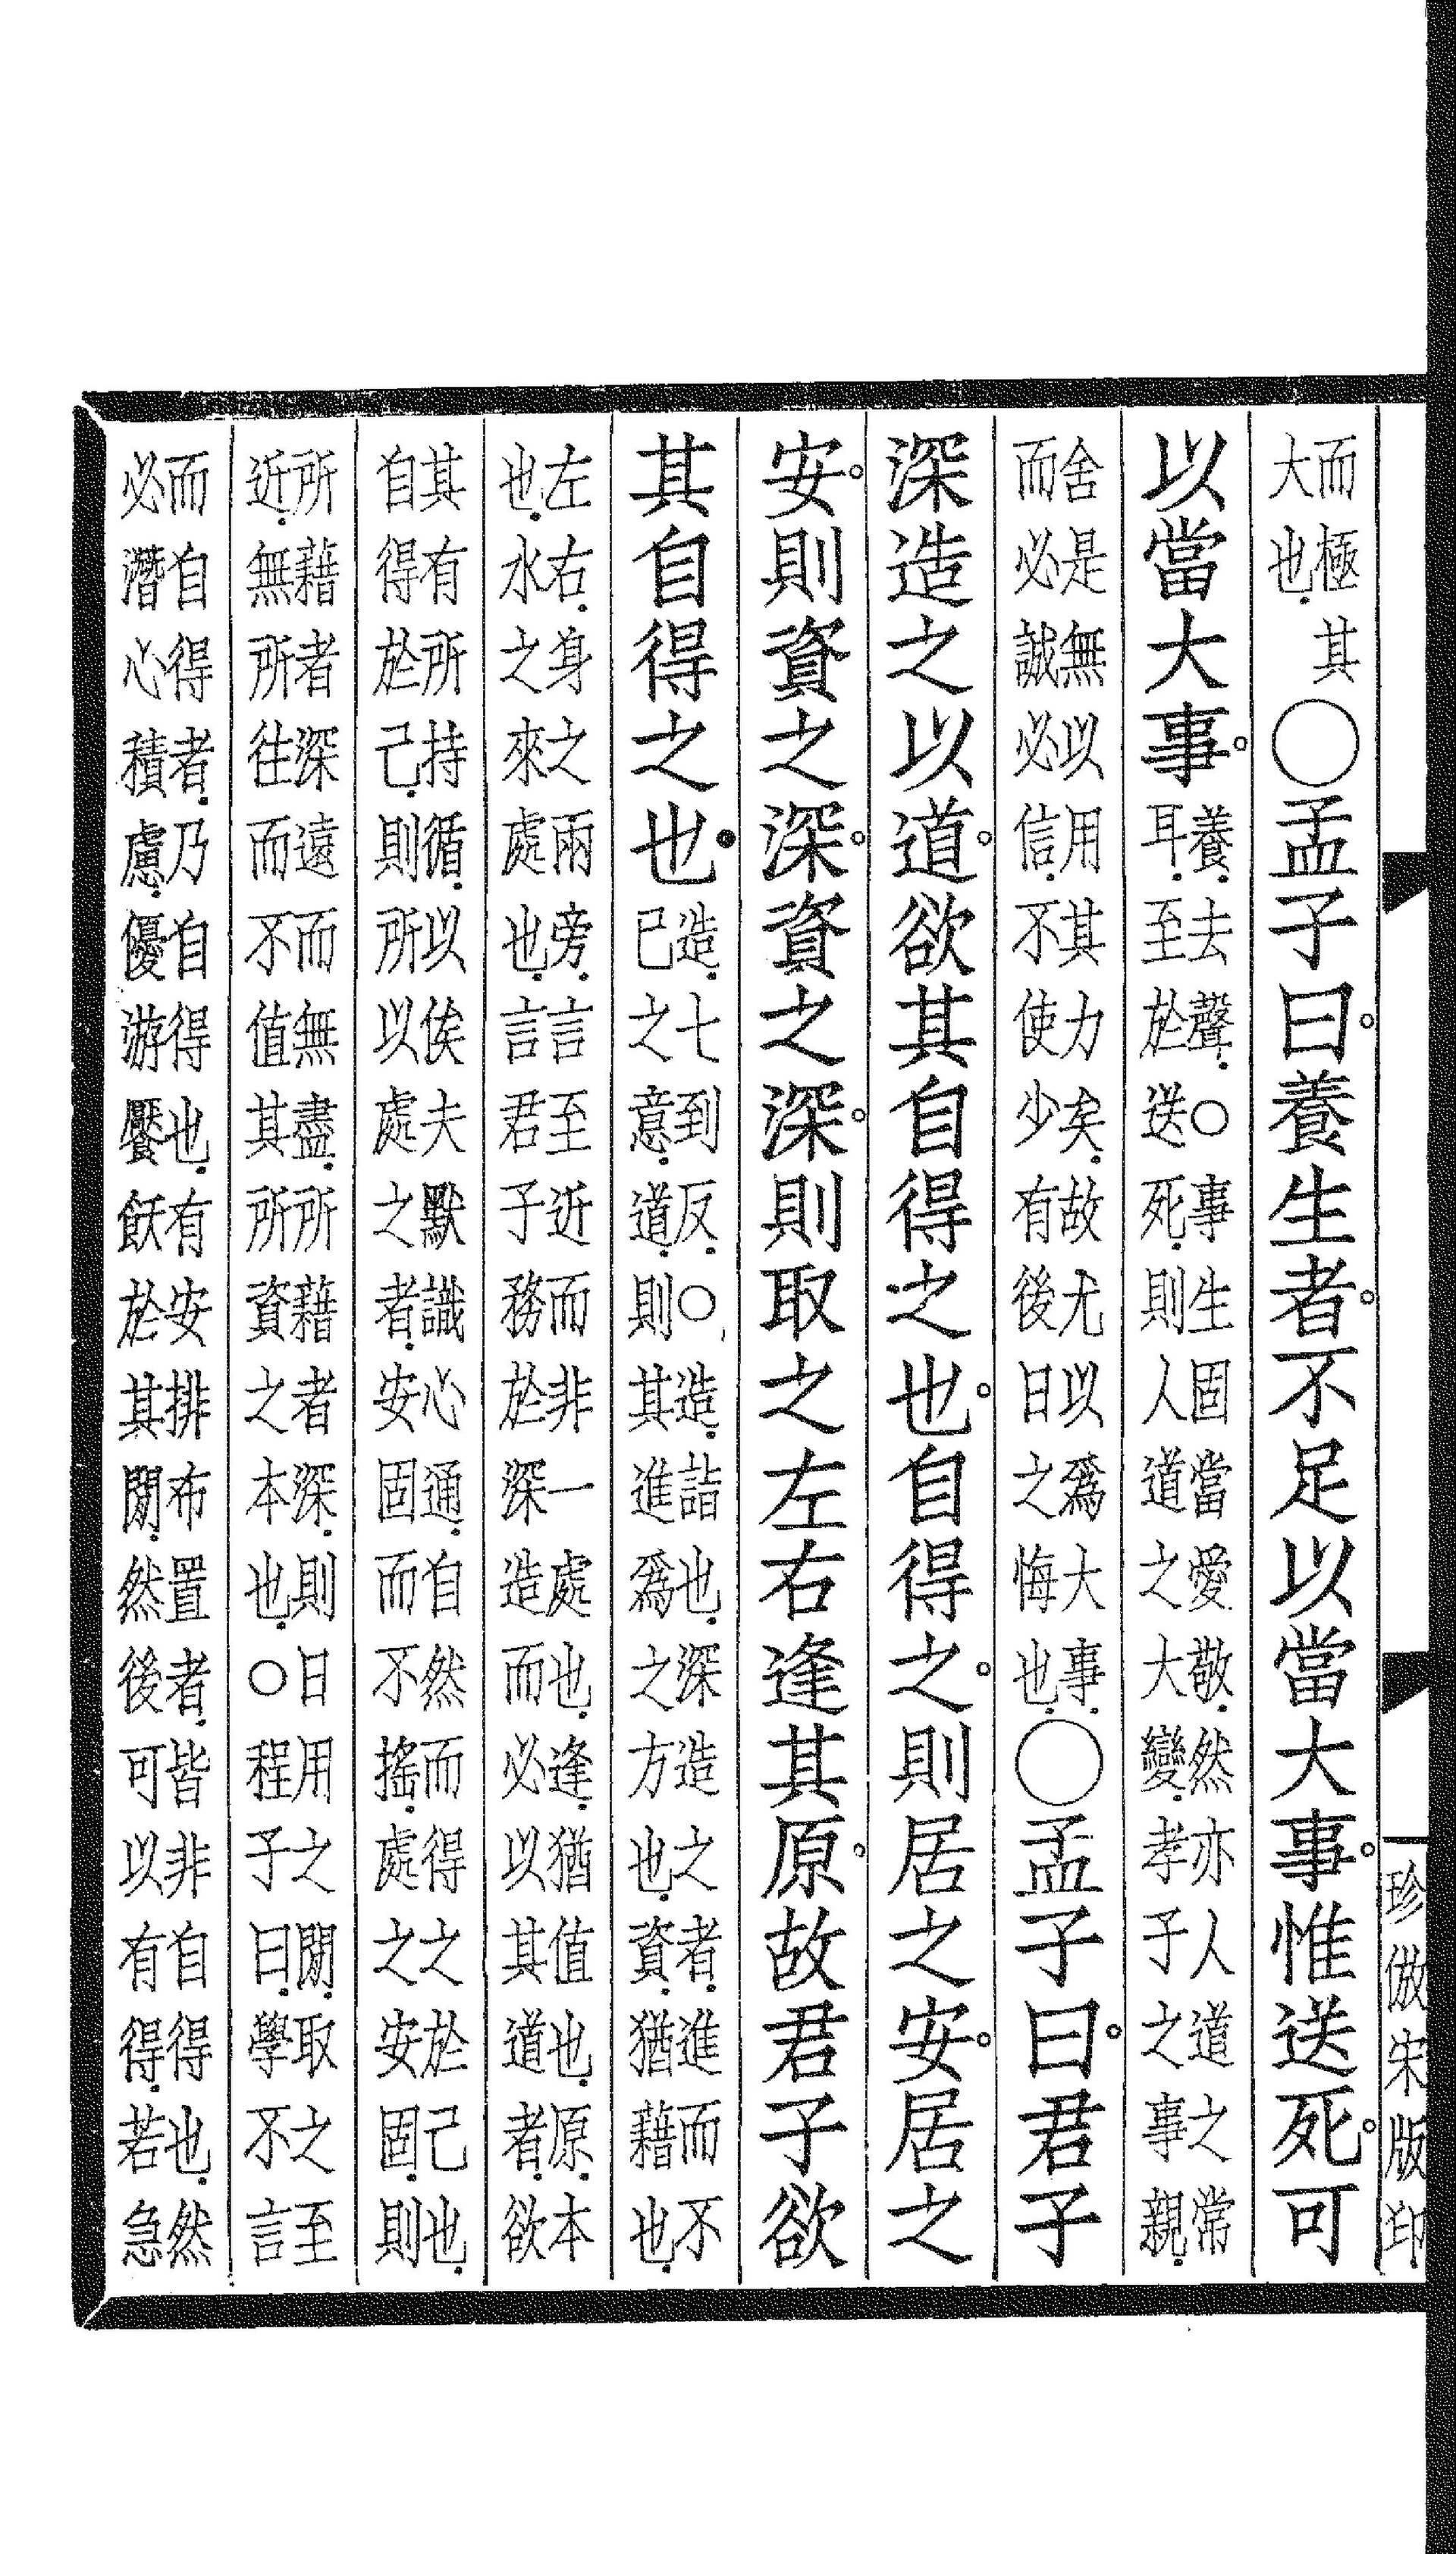 珍倣宋版印
而極其
大也.
○孟子曰。養生者。不足以當大事。惟送死。可
以當大事。
養.去聲.○事生固當愛敬.然亦人道之常
耳.至於送死.則人道之大變.孝子之事親.
舍是無以用其力矣.故尤以爲大事.
而必誠必信.不使少有後日之悔也.
○孟子曰。君子
深造之以道。欲其自得之也。自得之。則居之安。居之
安。則資之深。資之深。則取之左右逢其原。故君子欲
其自得之也●
造.七到反.○造.詣也.深造之者.進而不
已之意.道.則其進爲之方也.資.猶藉也.
左右.身之兩旁.言至近而非一處也.逢.猶值也.原.本
也.水之來處也.言君子務於深造而必以其道者.欲
其有所持循.以俟夫默識心通.自然而得之於己也.
自得於己.則所以處之者.安固而不搖.處之安固.則
所藉者深遠而無盡.所藉者深.則日用之閒.取之至
近.無所往而不值其所資之本也.○程子曰.學不言
而自得者.乃自得也.有安排布置者.皆非自得也.然
必潛心積慮.優游饜飫於其閒.然後可以有得.若急